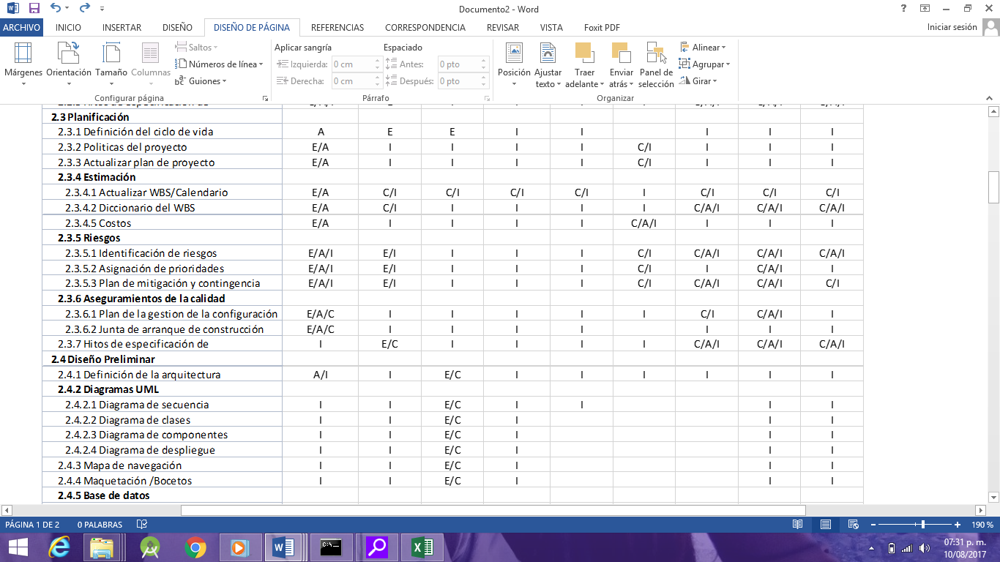 Documento2 - Word
ARCHIVO INICIO INSERTAR DISEÑO DISEÑO DE PÁGINA REFERENCIAS CORRESPONDENCIA REVISAR VISTA Foxit PDF Iniciar sesión
Márgenes Orientación Tamaño Columnas
Saltos
Números de línea
Guiones
Configurar página
Aplicar sangría Espaciado
Izquierda: 0 cm Antes: 0 pto
Derecha: 0 cm Después: 0 pto
Párrafo
Posición Ajustar texto Traer adelante Enviar atrás Panel de selección
Alinear
Agrupar
Girar
Organizar
2.3 Planificación
2.3.1 Definición del ciclo de vida A E E I I I I I
2.3.2 Politicas del proyecto E/A I I I I C/I I I I
2.3.3 Actualizar plan de proyecto E/A I I I I C/I I I I
2.3.4 Estimación
2.3.4.1 Actualizar WBS/Calendario E/A C/I C/I C/I C/I I C/I C/I C/I
2.3.4.2 Diccionario del WBS E/A C/I I I I I C/A/I C/A/I C/A/I
2.3.4.5 Costos E/A I I I I C/A/I I I I
2.3.5 Riesgos
2.3.5.1 Identificación de riesgos E/A/I E/I I I I C/I C/A/I C/A/I C/A/I
2.3.5.2 Asignación de prioridades E/A/I E/I I I I C/I I C/A/I I
2.3.5.3 Plan de mitigación y contingencia E/A/I E/I I I I C/I C/A/I C/A/I C/I
2.3.6 Aseguramientos de la calidad
2.3.6.1 Plan de la gestion de la configuración E/A/C I I I I I C/I C/A/I I
2.3.6.2 Junta de arranque de construcción E/A/C I I I I I I I
2.3.7 Hitos de especificación de I E/C I I I I C/A/I C/A/I C/A/I
2.4 Diseño Preliminar
2.4.1 Definición de la arquitectura A/I I E/C I I I I I I
2.4.2 Diagramas UML
2.4.2.1 Diagrama de secuencia I I E/C I I I I
2.4.2.2 Diagrama de clases I I E/C I I I
2.4.2.3 Diagrama de componentes I I E/C I I I
2.4.2.4 Diagrama de despliegue I I E/C I I I
2.4.3 Mapa de navegación I I E/C I I I
2.4.4 Maquetación /Bocetos I I E/C I I I
2.4.5 Base de datos
PÁGINA 1 DE 2 0 PALABRAS 190 %
07:31 p. m.
10/08/2017